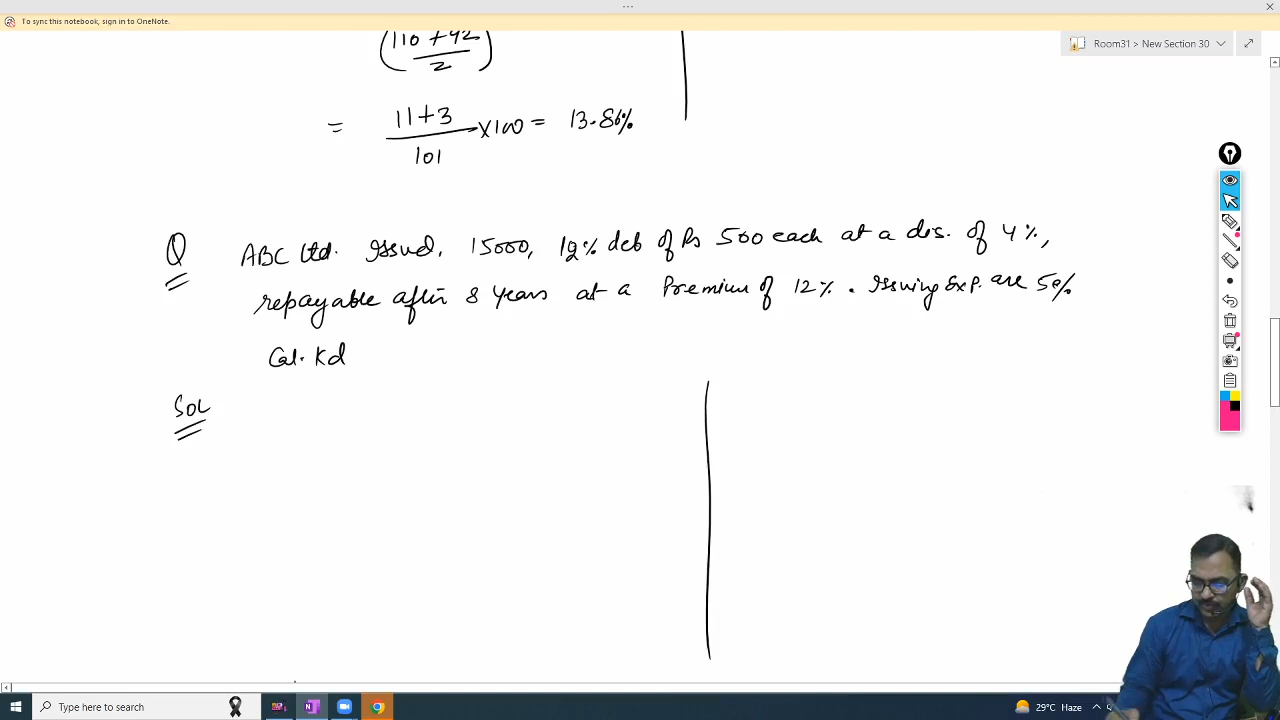 To sync this notebook, sign in to OneNote.
Room31 > New Section 30
(110 + 92
2)
= 11+3
101 ×100 = 13.86%
Q ABC Ltd. Issued, 15000, 12% deb of Rs 500 each at a dis. of 4%,
repayable after 8 Years at a Premium of 12%. Issuing Exp. are 5%
Cal. Kd
Sol
Type here to search
29°C Haze